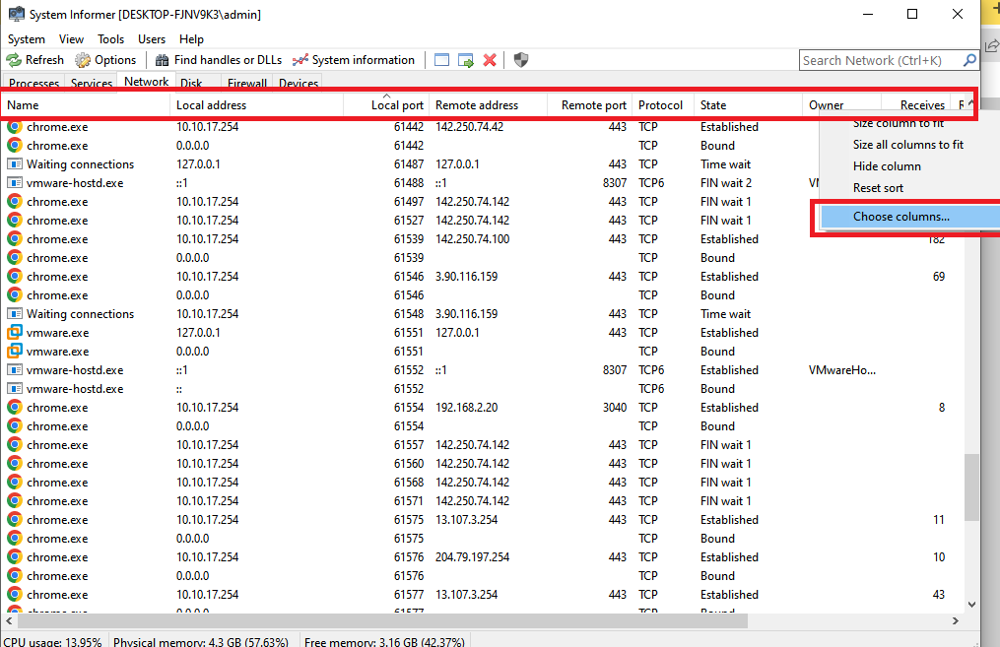 System Informer [DESKTOP-FJNV9K3\admin]
System View Tools Users Help
Refresh Options Find handles or DLLs System information Search Network (Ctrl+K)
Processes Services Network Disk Firewall Devices
Name Local address Local port Remote address Remote port Protocol State Owner Receives R
chrome.exe 10.10.17.254 61442 142.250.74.42 443 TCP Established
Size column to fit
chrome.exe 0.0.0.0 61442 TCP Bound
Size all columns to fit
Waiting connections 127.0.0.1 61487 127.0.0.1 443 TCP Time wait
Hide column
vmware-hostd.exe ::1 61488 ::1 8307 TCP6 FIN wait 2 VM
Reset sort
chrome.exe 10.10.17.254 61497 142.250.74.142 443 TCP FIN wait 1
chrome.exe 10.10.17.254 61527 142.250.74.142 443 TCP FIN wait 1
Choose columns...
chrome.exe 10.10.17.254 61539 142.250.74.100 443 TCP Established 182
chrome.exe 0.0.0.0 61539 TCP Bound
chrome.exe 10.10.17.254 61546 3.90.116.159 443 TCP Established 69
chrome.exe 0.0.0.0 61546 TCP Bound
Waiting connections 10.10.17.254 61548 3.90.116.159 443 TCP Time wait
vmware.exe 127.0.0.1 61551 127.0.0.1 443 TCP Established
vmware.exe 0.0.0.0 61551 TCP Bound
vmware-hostd.exe ::1 61552 ::1 8307 TCP6 Established VMwareHo...
vmware-hostd.exe :: 61552 TCP6 Bound
chrome.exe 10.10.17.254 61554 192.168.2.20 3040 TCP Established 8
chrome.exe 0.0.0.0 61554 TCP Bound
chrome.exe 10.10.17.254 61557 142.250.74.142 443 TCP FIN wait 1
chrome.exe 10.10.17.254 61560 142.250.74.142 443 TCP FIN wait 1
chrome.exe 10.10.17.254 61568 142.250.74.142 443 TCP FIN wait 1
chrome.exe 10.10.17.254 61571 142.250.74.142 443 TCP FIN wait 1
chrome.exe 10.10.17.254 61575 13.107.3.254 443 TCP Established 11
chrome.exe 0.0.0.0 61575 TCP Bound
chrome.exe 10.10.17.254 61576 204.79.197.254 443 TCP Established 10
chrome.exe 0.0.0.0 61576 TCP Bound
chrome.exe 10.10.17.254 61577 13.107.3.254 443 TCP Established 43
chrome.exe 0.0.0.0 61577 TCP Bound
CPU usage: 13.95% Physical memory: 4.3 GB (57.63%) Free memory: 3.16 GB (42.37%)